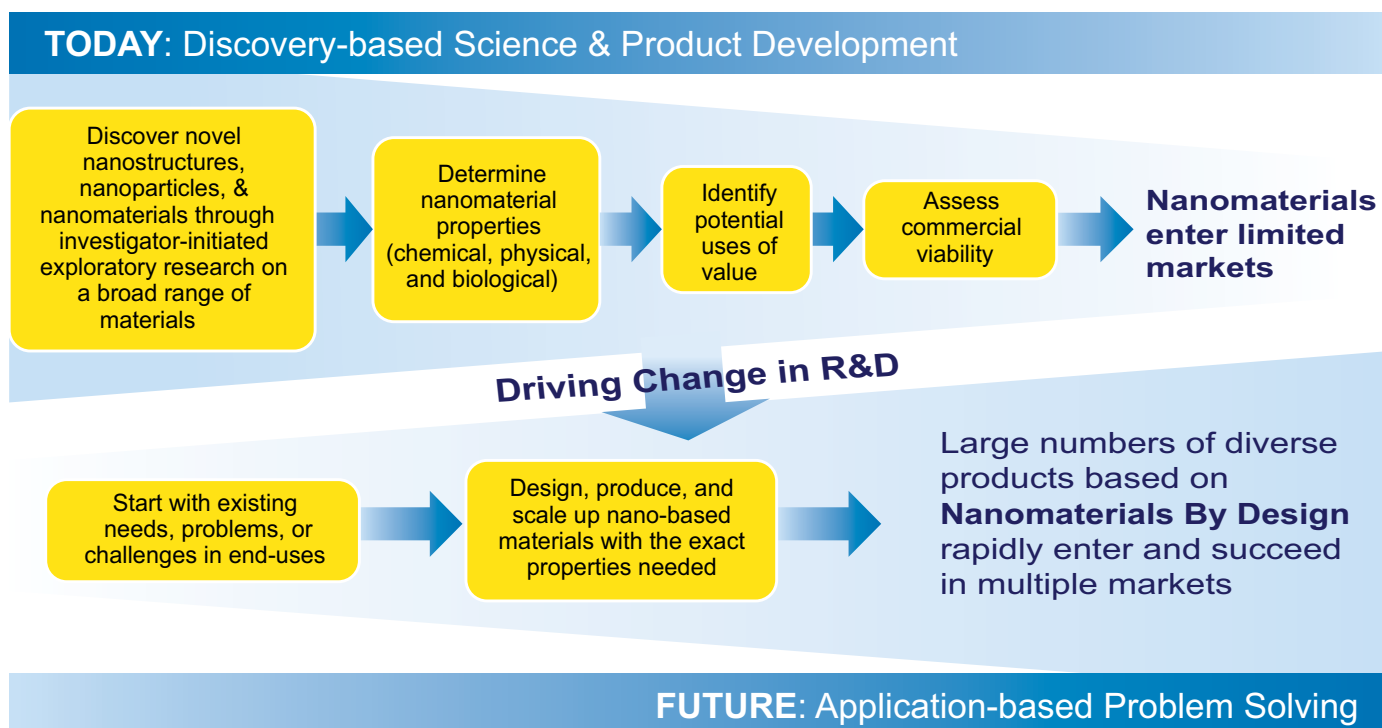 TODAY: Discovery-based Science & Product Development
Discover novel
nanostructures,
nanoparticles, &
nanomaterials through
investigator-initiated
exploratory research on
a broad range of
materials
Determine
nanomaterial
properties
(chemical, physical,
and biological)
Identify
potential
uses of
value
Assess
commercial
viability
Nanomaterials
enter limited
markets
Driving Change in R&D
Start with existing
needs, problems, or
challenges in end-uses
Design, produce, and
scale up nano-based
materials with the exact
properties needed
Large numbers of diverse
products based on
Nanomaterials By Design
rapidly enter and succeed
in multiple markets
FUTURE: Application-based Problem Solving